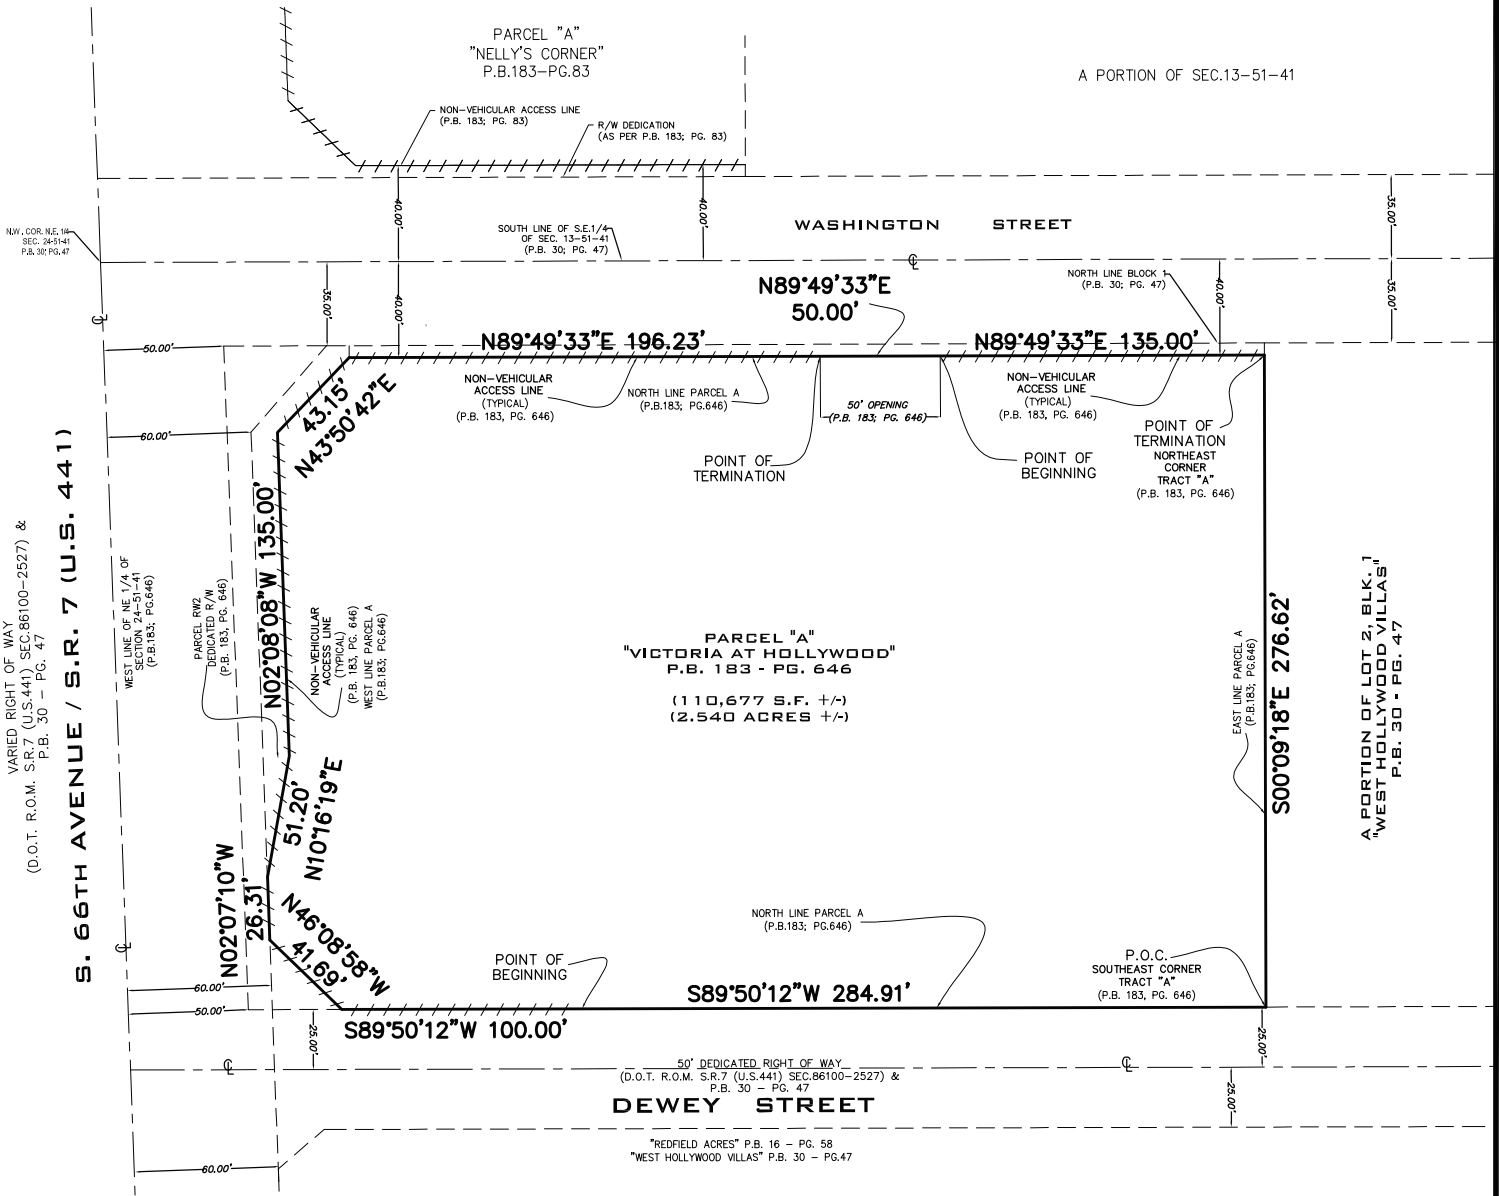 PARCEL "A"
"NELLY'S CORNER"
P.B.183–PG.83
A PORTION OF SEC.13–51–41
NON–VEHICULAR ACCESS LINE
(P.B. 183; PG. 83)
R/W DEDICATION
(AS PER P.B. 183; PG. 83)
40.00'
40.00'
35.00'
WASHINGTON STREET
N.W. COR. N.E. 1/4
SEC. 24-51-41
P.B. 30; PG. 47
SOUTH LINE OF S.E.1/4
OF SEC. 13–51–41
(P.B. 30; PG. 47)
℄
NORTH LINE BLOCK 1
(P.B. 30; PG. 47)
35.00'
40.00'
40.00'
35.00'
N89°49'33"E
50.00'
℄
50.00'
N89°49'33"E 196.23'
N89°49'33"E 135.00'
43.15'
N43°50'42"E
NON–VEHICULAR
ACCESS LINE
(TYPICAL)
(P.B. 183, PG. 646)
NORTH LINE PARCEL A
(P.B.183; PG.646)
50' OPENING
(P.B. 183; PG. 646)
NON–VEHICULAR
ACCESS LINE
(TYPICAL)
(P.B. 183, PG. 646)
60.00'
POINT OF
TERMINATION
POINT OF
BEGINNING
POINT OF
TERMINATION
NORTHEAST
CORNER
TRACT "A"
(P.B. 183, PG. 646)
VARIED RIGHT OF WAY
(D.O.T. R.O.M. S.R.7 (U.S.441) SEC.86100–2527) &
P.B. 30 – PG. 47
S. 66TH AVENUE / S.R. 7 (U.S. 441)
WEST LINE OF NE 1/4 OF
SECTION 24–51–41
(P.B.183; PG.646)
PARCEL RW2
DEDICATED R/W
(P.B. 183, PG. 646)
N02°08'08"W 135.00'
NON–VEHICULAR
ACCESS LINE
(TYPICAL)
(P.B. 183, PG. 646)
WEST LINE PARCEL A
(P.B.183; PG.646)
PARCEL "A"
"VICTORIA AT HOLLYWOOD"
P.B. 183 - PG. 646
(110,677 S.F. +/-)
(2.540 ACRES +/-)
EAST LINE PARCEL A
(P.B.183; PG.646)
S00°09'18"E 276.62'
A PORTION OF LOT 2, BLK. 1
"WEST HOLLYWOOD VILLAS"
P.B. 30 - PG. 47
51.20'
N10°16'19"E
N02°07'10"W
26.31'
N46°08'58"W
41.69'
℄
NORTH LINE PARCEL A
(P.B.183; PG.646)
POINT OF
BEGINNING
P.O.C.
SOUTHEAST CORNER
TRACT "A"
(P.B. 183, PG. 646)
60.00'
50.00'
S89°50'12"W 284.91'
S89°50'12"W 100.00'
25.00'
25.00'
℄
℄
50' DEDICATED RIGHT OF WAY
(D.O.T. R.O.M. S.R.7 (U.S.441) SEC.86100–2527) &
P.B. 30 – PG. 47
DEWEY STREET
25.00'
"REDFIELD ACRES" P.B. 16 – PG. 58
"WEST HOLLYWOOD VILLAS" P.B. 30 – PG.47
60.00'